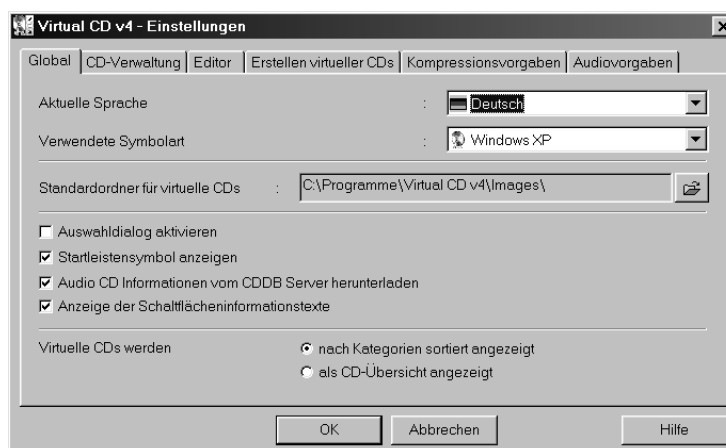 Virtual CD v4 - Einstellungen
Global CD-Verwaltung Editor Erstellen virtueller CDs Kompressionsvorgaben Audiovorgaben
Aktuelle Sprache : Deutsch
Verwendete Symbolart : Windows XP
Standardordner für virtuelle CDs : C:\Programme\Virtual CD v4\Images\
Auswahldialog aktivieren
Startleistensymbol anzeigen
Audio CD Informationen vom CDDB Server herunterladen
Anzeige der Schaltflächeninformationstexte
Virtuelle CDs werden nach Kategorien sortiert angezeigt
als CD-Übersicht angezeigt
OK Abbrechen Hilfe